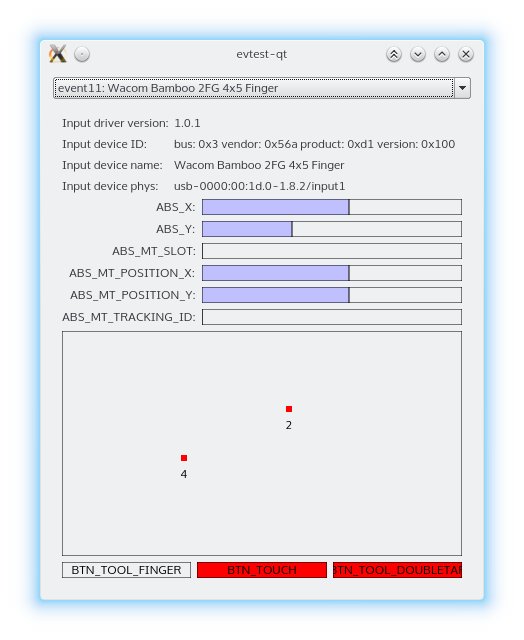 evtest-qt
event11: Wacom Bamboo 2FG 4x5 Finger
Input driver version: 1.0.1
Input device ID: bus: 0x3 vendor: 0x56a product: 0xd1 version: 0x100
Input device name: Wacom Bamboo 2FG 4x5 Finger
Input device phys: usb-0000:00:1d.0-1.8.2/input1
ABS_X:
ABS_Y:
ABS_MT_SLOT:
ABS_MT_POSITION_X:
ABS_MT_POSITION_Y:
ABS_MT_TRACKING_ID:
2
4
BTN_TOOL_FINGER BTN_TOUCH BTN_TOOL_DOUBLETA